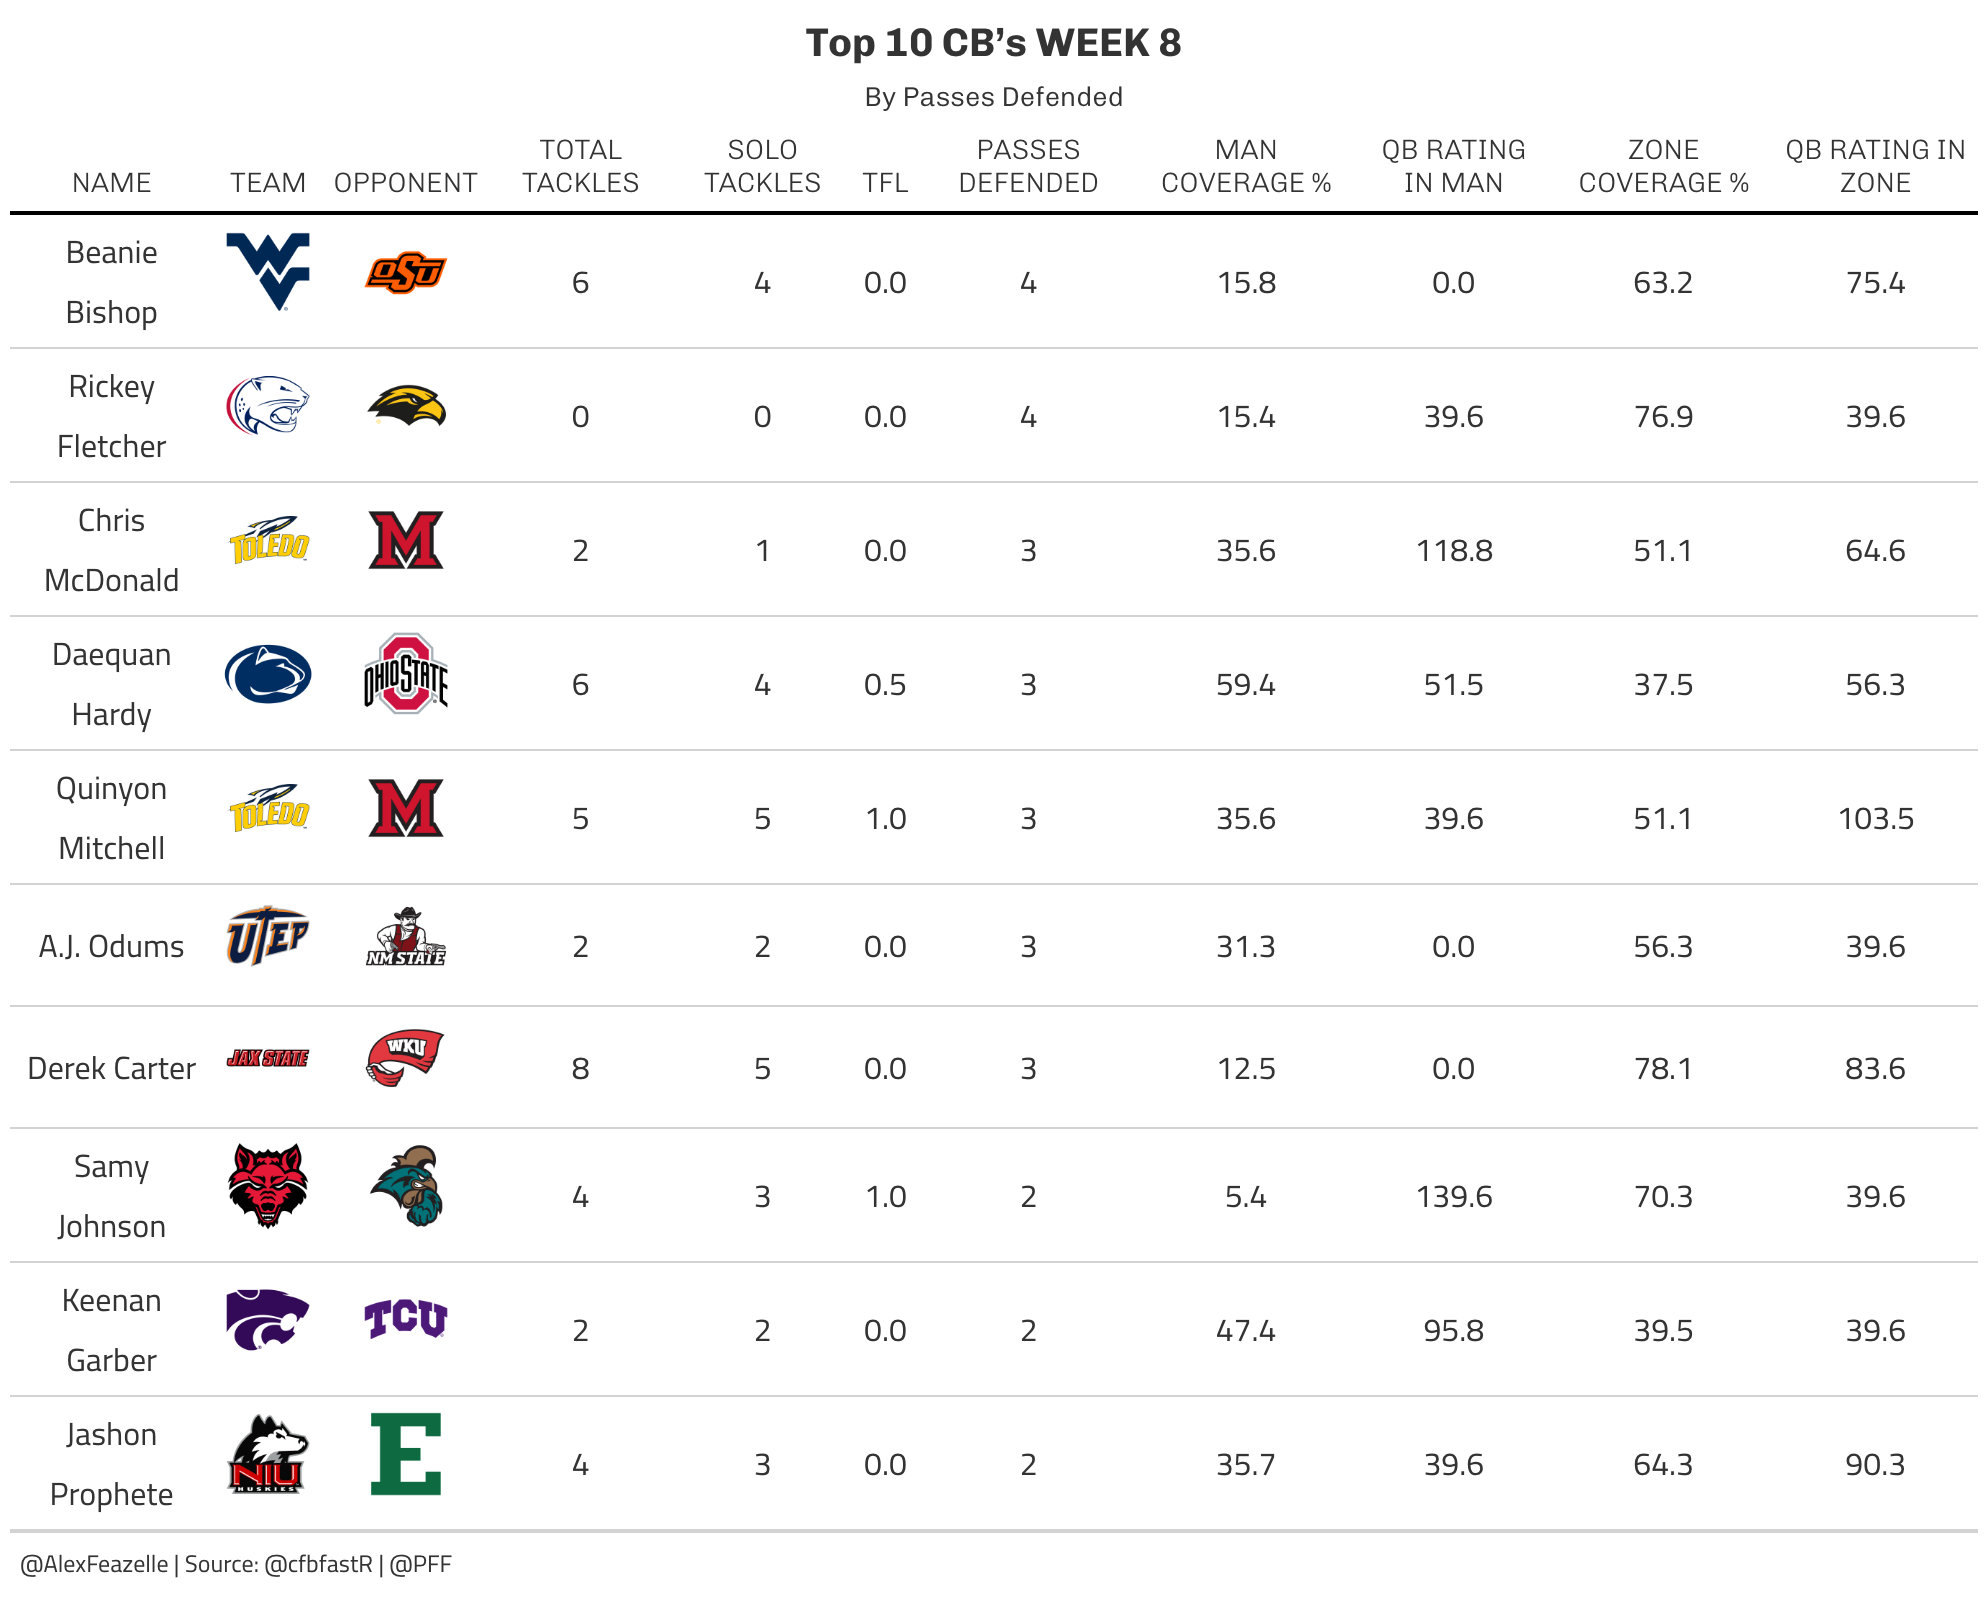 Top 10 CB’s WEEK 8
By Passes Defended
NAME TEAM OPPONENT TOTAL TACKLES SOLO TACKLES TFL PASSES DEFENDED MAN COVERAGE % QB RATING IN MAN ZONE COVERAGE % QB RATING IN ZONE
Beanie Bishop WV OSU 6 4 0.0 4 15.8 0.0 63.2 75.4
Rickey Fletcher 0 0 0.0 4 15.4 39.6 76.9 39.6
Chris McDonald TOLEDO M 2 1 0.0 3 35.6 118.8 51.1 64.6
Daequan Hardy OHIO STATE 6 4 0.5 3 59.4 51.5 37.5 56.3
Quinyon Mitchell TOLEDO M 5 5 1.0 3 35.6 39.6 51.1 103.5
A.J. Odums UTEP NM STATE 2 2 0.0 3 31.3 0.0 56.3 39.6
Derek Carter JAX STATE WKU 8 5 0.0 3 12.5 0.0 78.1 83.6
Samy Johnson 4 3 1.0 2 5.4 139.6 70.3 39.6
Keenan Garber TCU 2 2 0.0 2 47.4 95.8 39.5 39.6
Jashon Prophete NIU HUSKIES E 4 3 0.0 2 35.7 39.6 64.3 90.3
@AlexFeazelle | Source: @cfbfastR | @PFF